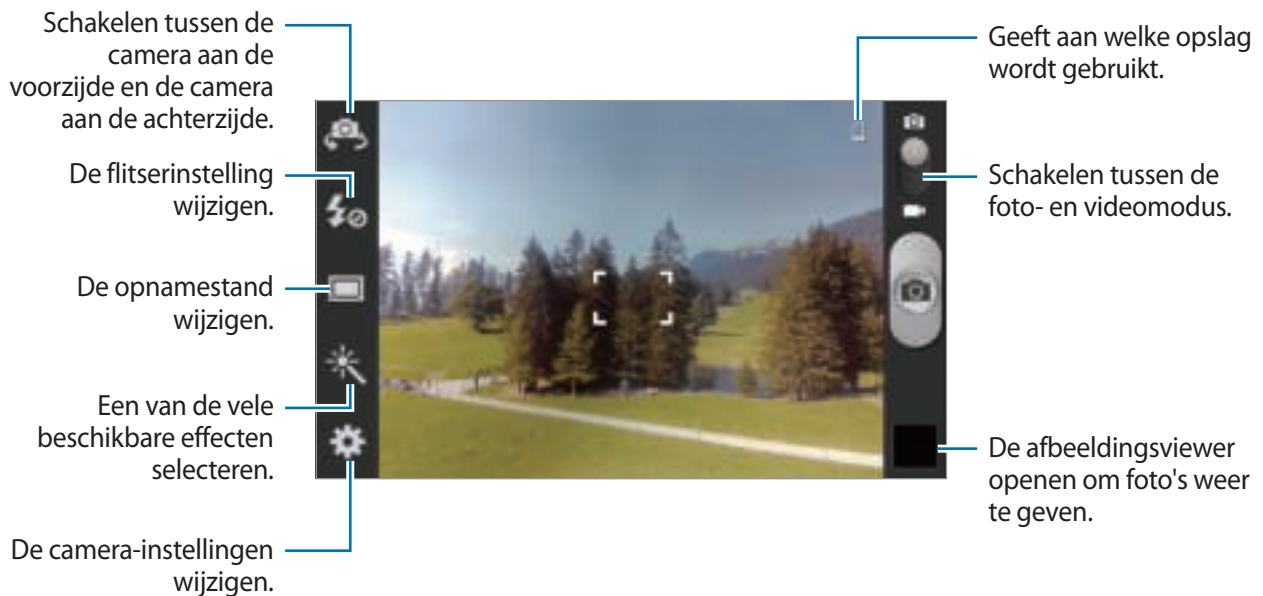 Schakelen tussen de
camera aan de
voorzijde en de camera
aan de achterzijde.
De flitserinstelling
wijzigen.
De opnamestand
wijzigen.
Een van de vele
beschikbare effecten
selecteren.
De camera-instellingen
wijzigen.
Geeft aan welke opslag
wordt gebruikt.
Schakelen tussen de
foto- en videomodus.
De afbeeldingsviewer
openen om foto's weer
te geven.